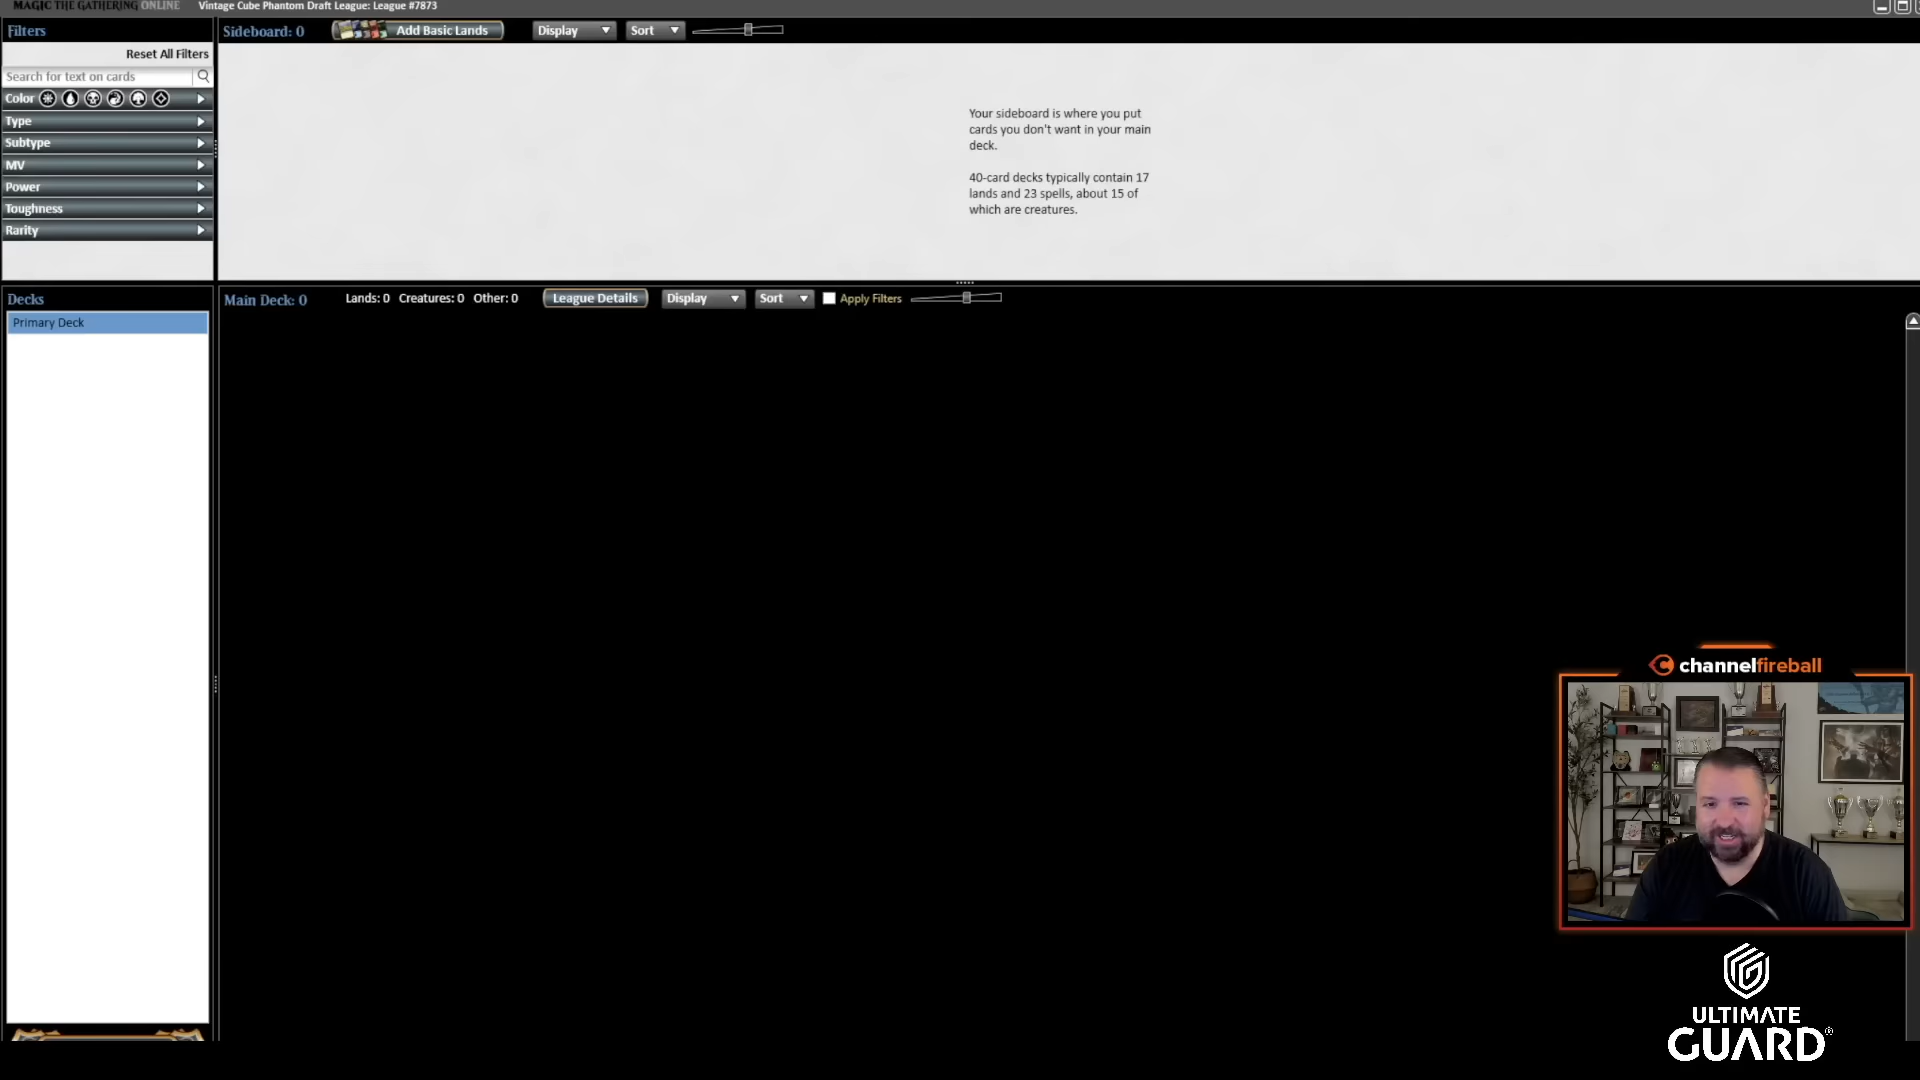 MAGIC THE GATHERING ONLINE
Vintage Cube Phantom Draft League: League #7873
Filters
Sideboard: 0
Add Basic Lands
Display
Sort
Reset All Filters
Search for text on cards
Color
Type
Subtype
MV
Power
Toughness
Rarity
Your sideboard is where you put
cards you don't want in your main
deck.
40-card decks typically contain 17
lands and 23 spells, about 15 of
which are creatures.
Decks
Primary Deck
Main Deck: 0
Lands: 0 Creatures: 0 Other: 0
League Details
Display
Sort
Apply Filters
channelfireball
ULTIMATE
GUARD®